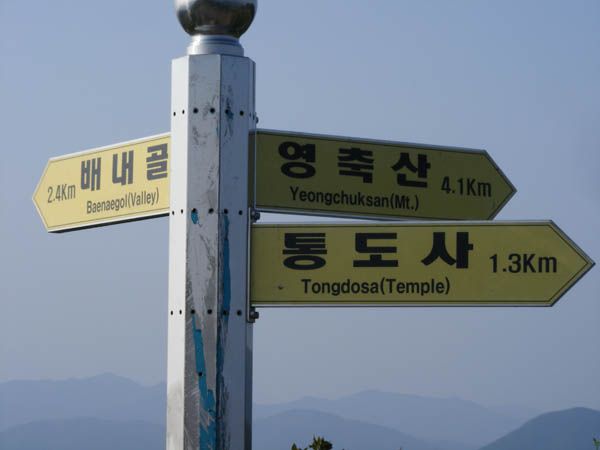 2.4Km 배내골
Baenaegol(Valley)
영축산 4.1Km
Yeongchuksan(Mt.)
통도사 1.3Km
Tongdosa(Temple)